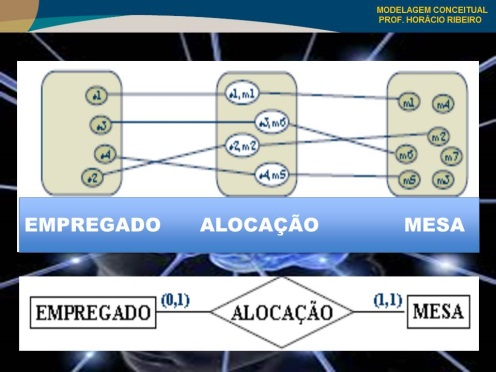 MODELAGEM CONCEITUAL
PROF. HORÁCIO RIBEIRO
e1
e3
e4
e2
e1, m1
e3, m6
e2, m2
e4, m5
m1
m4
m2
m6
m7
m5
m3
EMPREGADO ALOCAÇÃO MESA
EMPREGADO (0,1) ALOCAÇÃO (1,1) MESA